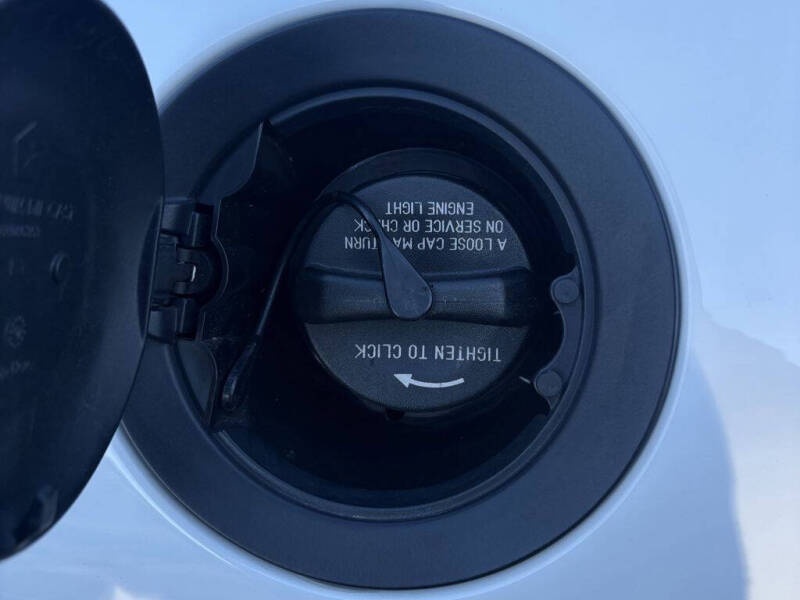 TIGHTEN TO CLICK
A LOOSE CAP MAY TURN
ON SERVICE OR CHECK
ENGINE LIGHT